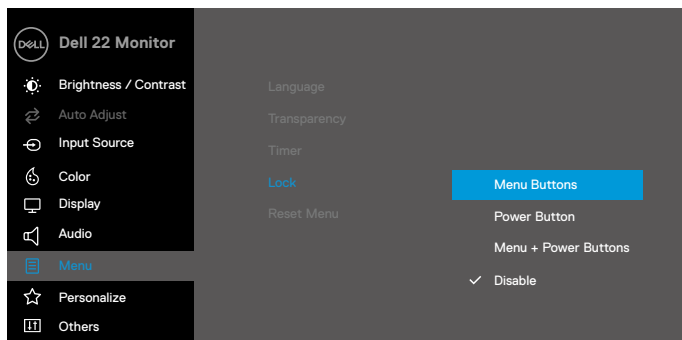 DELL Dell 22 Monitor
Brightness / Contrast
Auto Adjust
Input Source
Color
Display
Audio
Menu
Personalize
Others
Language
Transparency
Timer
Lock
Reset Menu
Menu Buttons
Power Button
Menu + Power Buttons
Disable